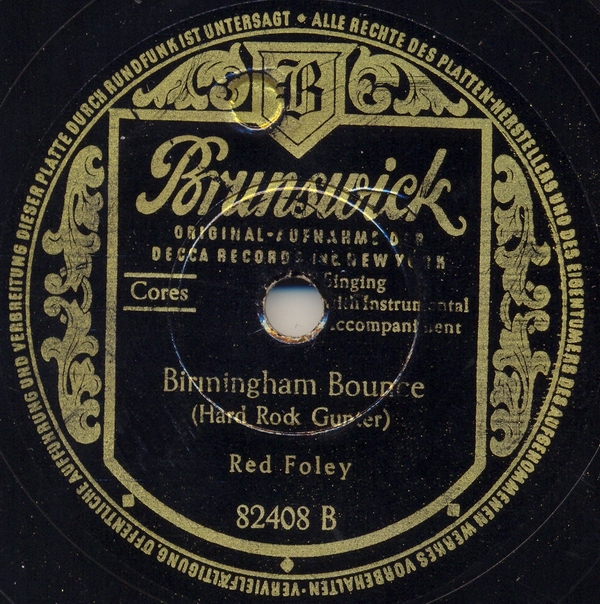 ALLE RECHTE DES PLATTEN-HERSTELLERS UND DES EIGENTÜMERS DES AUFGENOMMENEN WERKES VORBEHALTEN · VERVIELFÄLTIGUNG ÖFFENTLICHE AUFFÜHRUNG UND VERBREITUNG DIESER PLATTE DURCH RUNDFUNK IST UNTERSAGT ·
B
Brunswick
ORIGINAL-AUFNAHME DER
DECCA RECORDS INC NEW YORK
Cores
Singing
with Instrumental
accompaniment
Birmingham Bounce
(Hard Rock Gunter)
Red Foley
82408 B